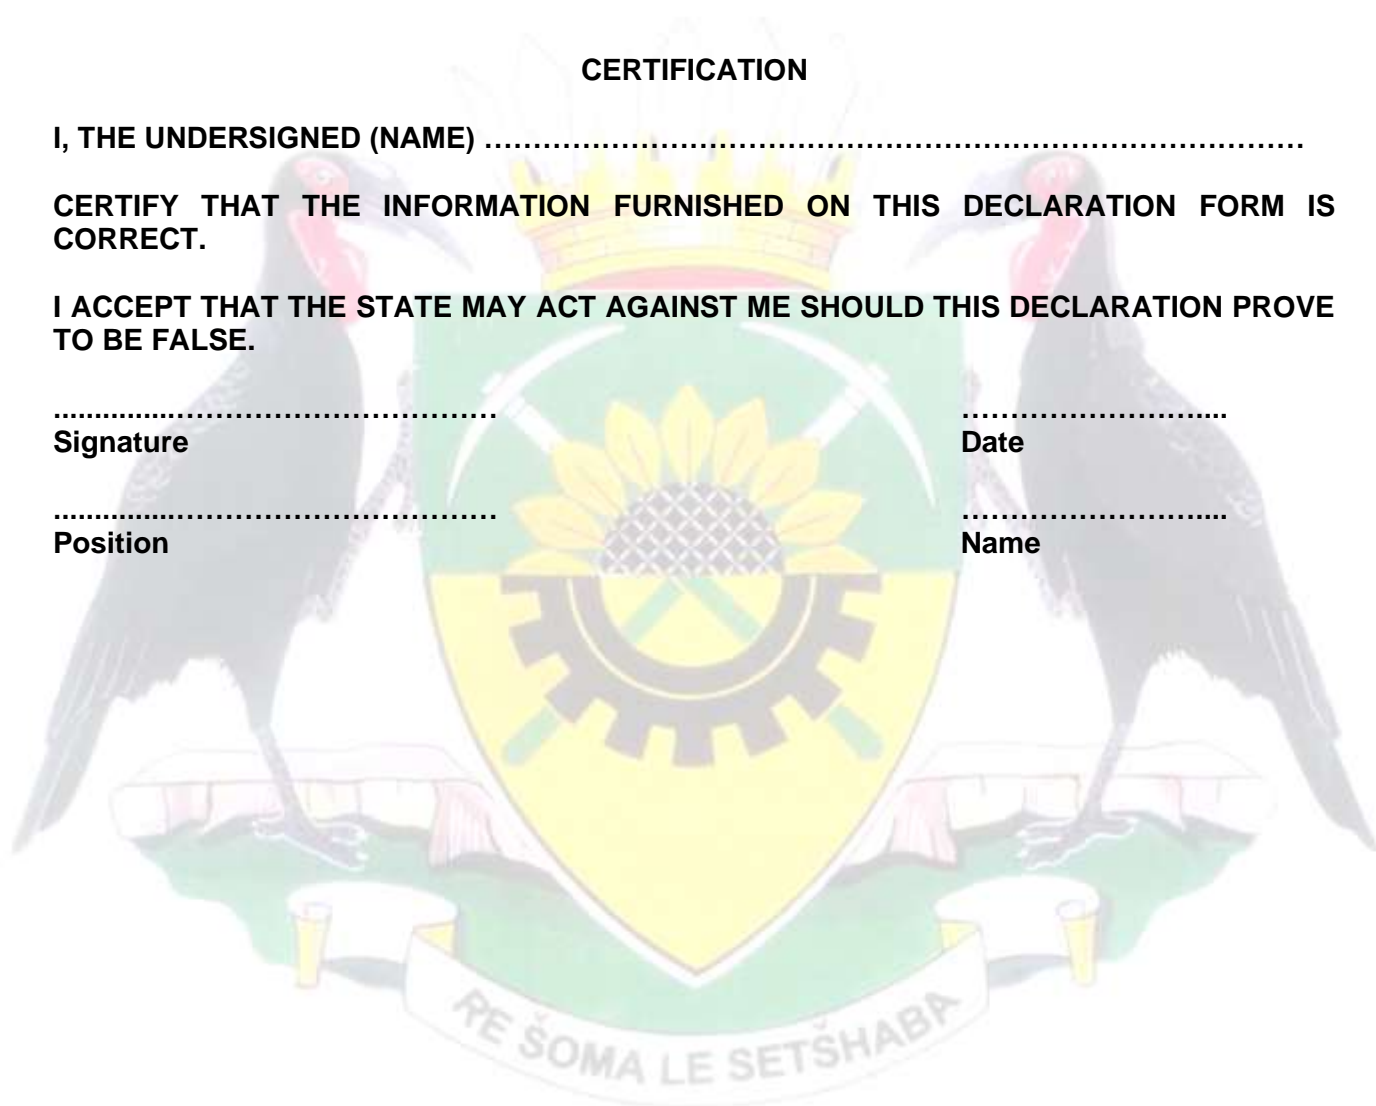 CERTIFICATION
I, THE UNDERSIGNED (NAME) …………………………………………………………………………
CERTIFY THAT THE INFORMATION FURNISHED ON THIS DECLARATION FORM IS
CORRECT.
I ACCEPT THAT THE STATE MAY ACT AGAINST ME SHOULD THIS DECLARATION PROVE
TO BE FALSE.
...............…………………………… ……………………....
Signature Date
...............…………………………… ……………………....
Position Name
RE ŠOMA LE SETŠHABA